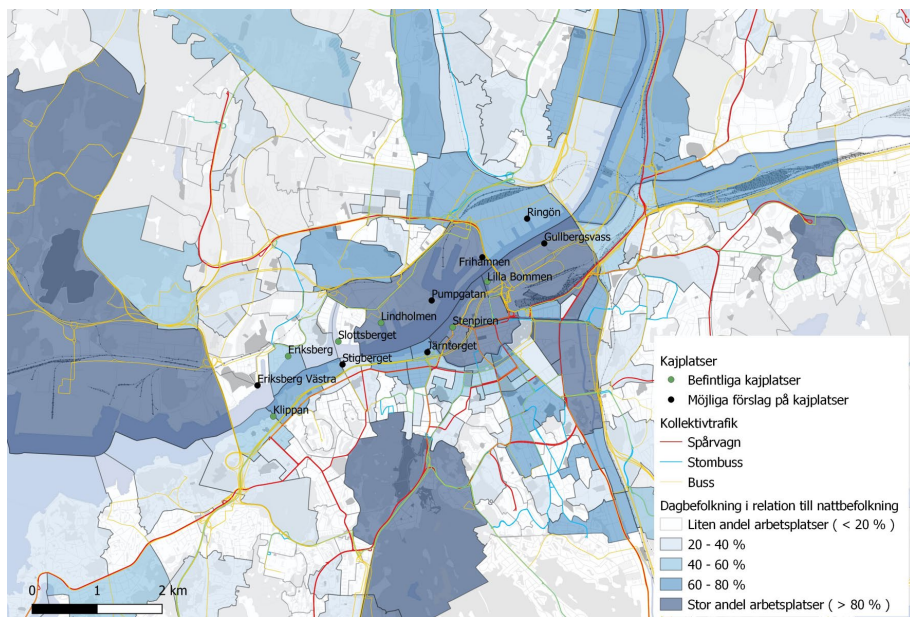 Ringön
Gullbergsvass
Frihamnen
Lilla Bommen
Pumpgatan
Lindholmen
Stenpiren
Slottsberget
Järntorget
Eriksberg
Stigberget
Eriksberg Västra
Klippan
Kajplatser
Befintliga kajplatser
Möjliga förslag på kajplatser
Kollektivtrafik
Spårvagn
Stombuss
Buss
Dagbefolkning i relation till nattbefolkning
Liten andel arbetsplatser ( < 20 % )
20 - 40 %
40 - 60 %
60 - 80 %
Stor andel arbetsplatser ( > 80 % )
0 1 2 km